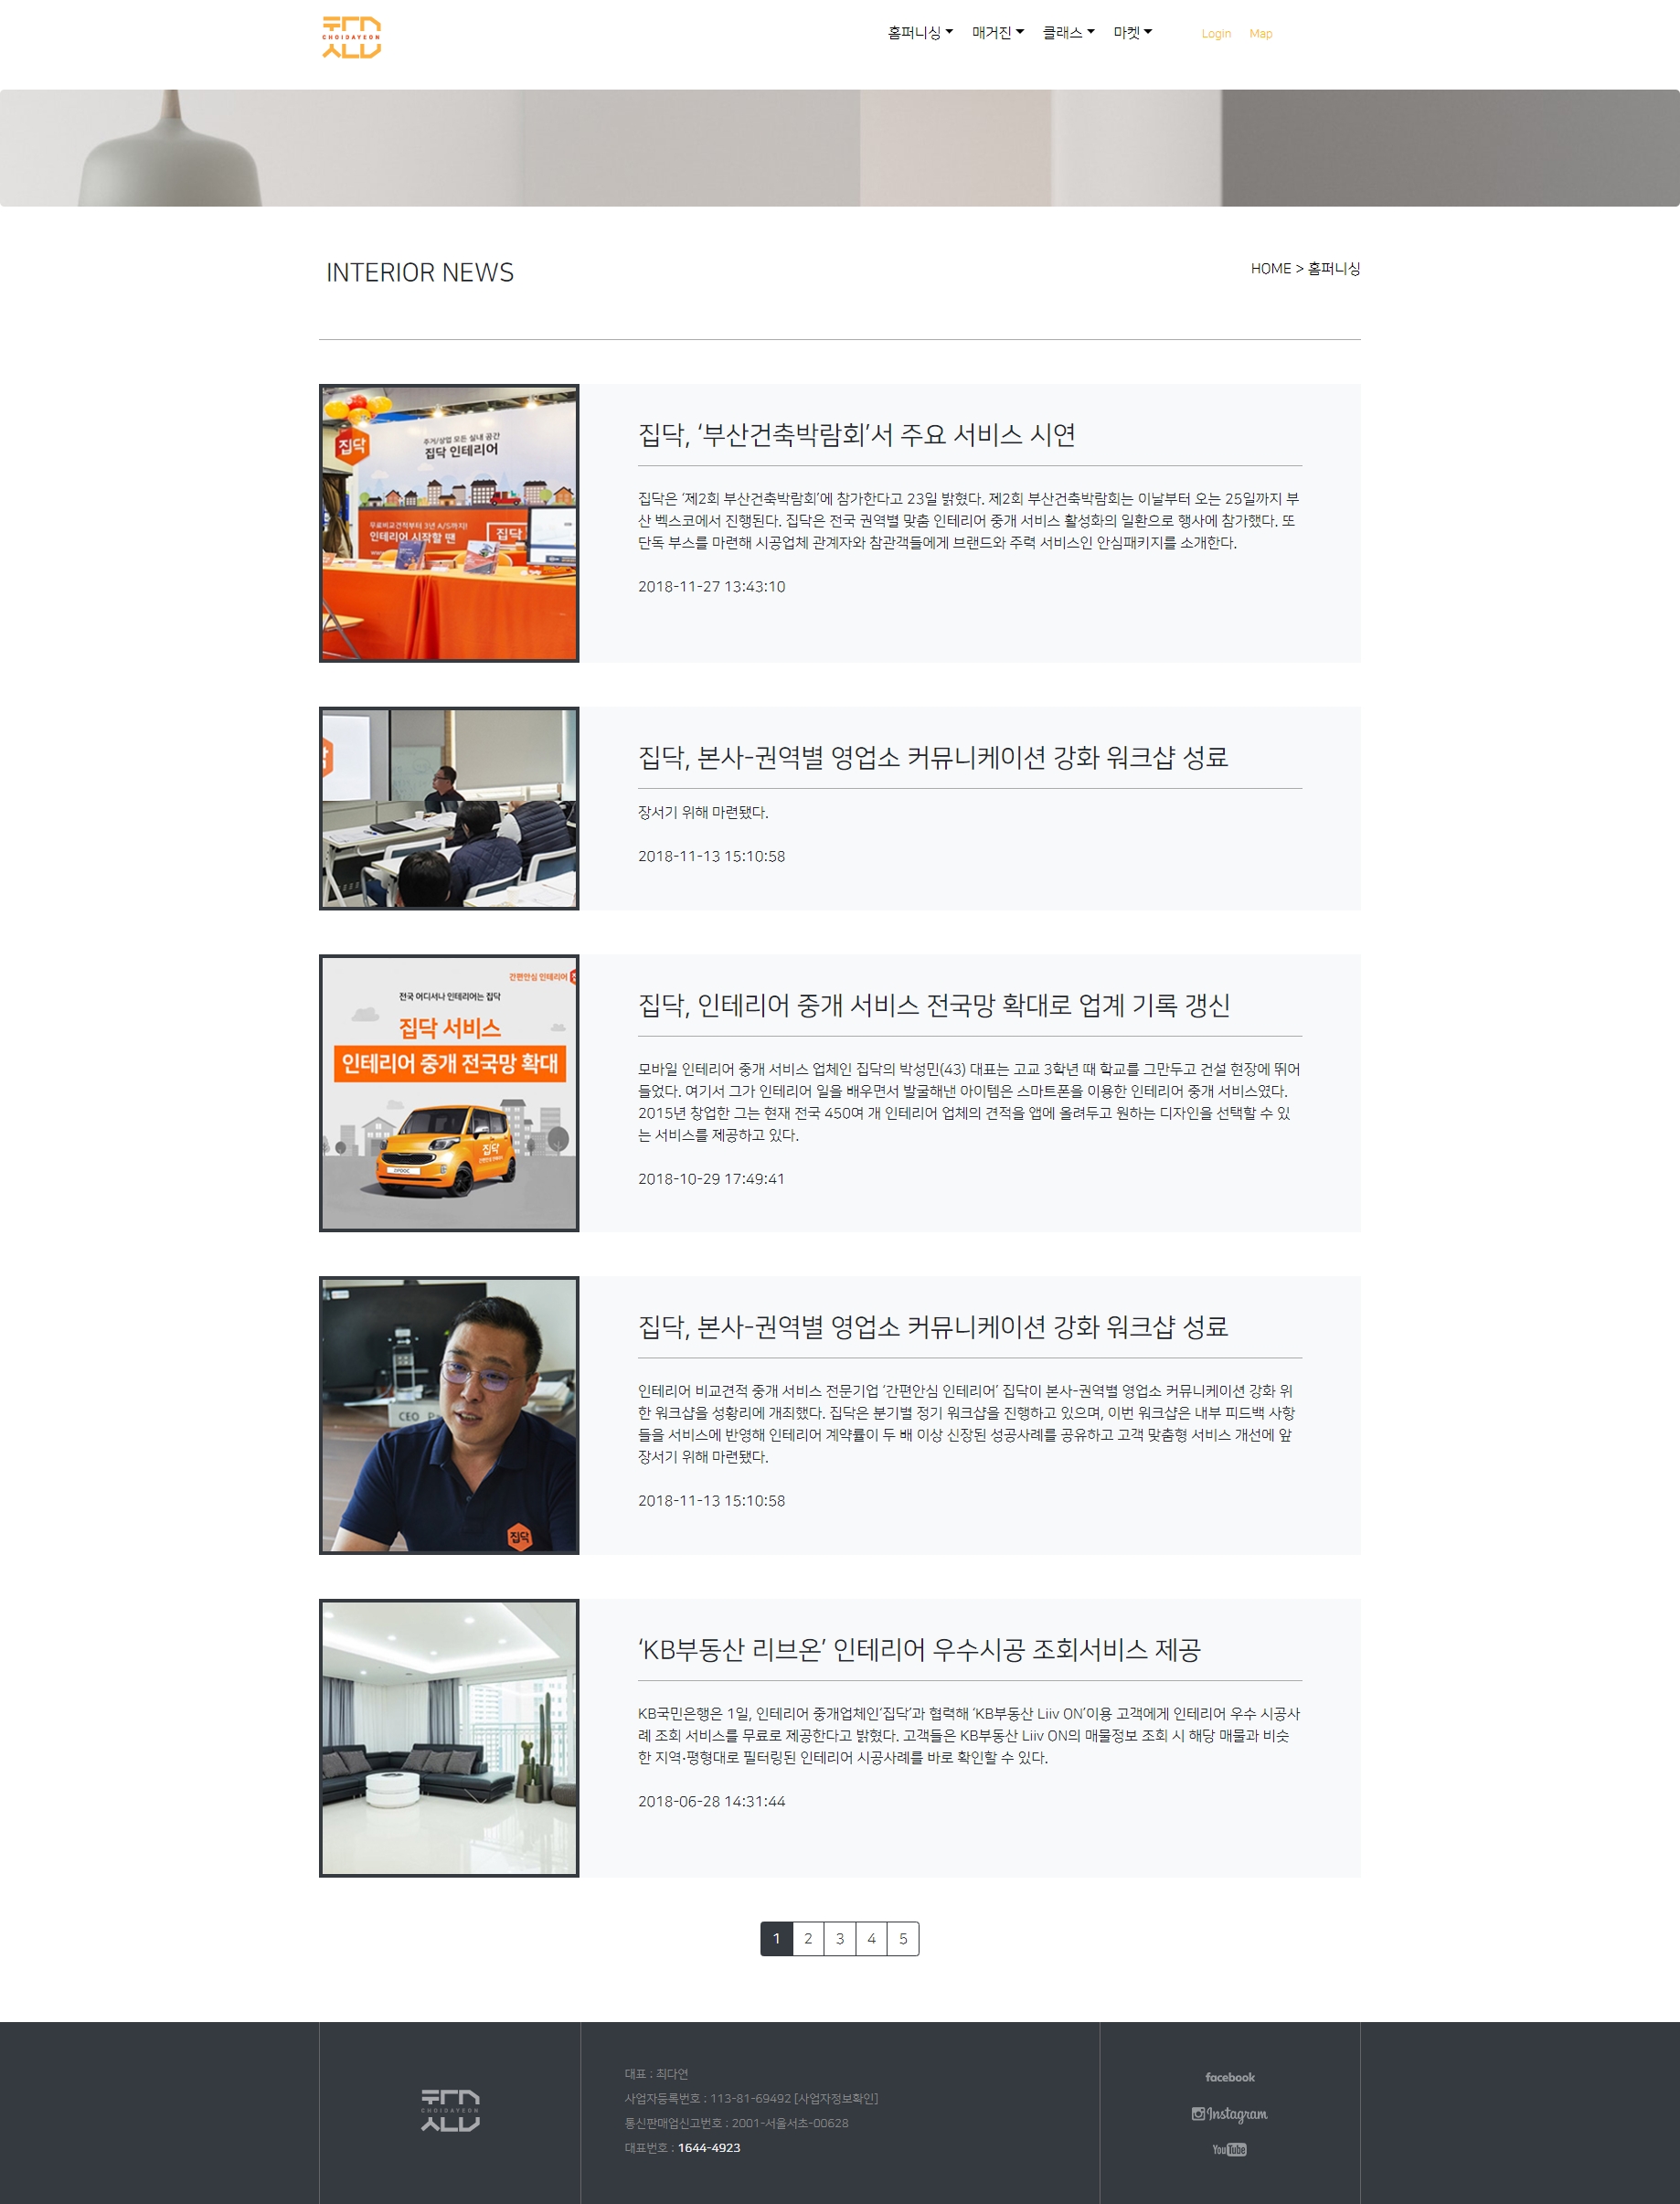 CHOIDAYEON
홈퍼니싱 매거진 클래스 마켓 Login Map
INTERIOR NEWS
HOME > 홈퍼니싱
집닥
주거/상업 모든 실내 공간
집닥 인테리어
무료비교견적부터 3년 A/S까지!
인테리어 시작할 땐
집닥
집닥, ‘부산건축박람회’서 주요 서비스 시연
집닥은 ‘제2회 부산건축박람회’에 참가한다고 23일 밝혔다. 제2회 부산건축박람회는 이날부터 오는 25일까지 부
산 벡스코에서 진행된다. 집닥은 전국 권역별 맞춤 인테리어 중개 서비스 활성화의 일환으로 행사에 참가했다. 또
단독 부스를 마련해 시공업체 관계자와 참관객들에게 브랜드와 주력 서비스인 안심패키지를 소개한다.
2018-11-27 13:43:10
집닥, 본사-권역별 영업소 커뮤니케이션 강화 워크샵 성료
장서기 위해 마련됐다.
2018-11-13 15:10:58
간편안심 인테리어
전국 어디서나 인테리어는 집닥
집닥 서비스
인테리어 중개 전국망 확대
집닥
간편안심 인테리어
ZIPDOC
집닥, 인테리어 중개 서비스 전국망 확대로 업계 기록 갱신
모바일 인테리어 중개 서비스 업체인 집닥의 박성민(43) 대표는 고교 3학년 때 학교를 그만두고 건설 현장에 뛰어
들었다. 여기서 그가 인테리어 일을 배우면서 발굴해낸 아이템은 스마트폰을 이용한 인테리어 중개 서비스였다.
2015년 창업한 그는 현재 전국 450여 개 인테리어 업체의 견적을 앱에 올려두고 원하는 디자인을 선택할 수 있
는 서비스를 제공하고 있다.
2018-10-29 17:49:41
CEO P
집닥
집닥, 본사-권역별 영업소 커뮤니케이션 강화 워크샵 성료
인테리어 비교견적 중개 서비스 전문기업 ‘간편안심 인테리어’ 집닥이 본사-권역별 영업소 커뮤니케이션 강화 위
한 워크샵을 성황리에 개최했다. 집닥은 분기별 정기 워크샵을 진행하고 있으며, 이번 워크샵은 내부 피드백 사항
들을 서비스에 반영해 인테리어 계약률이 두 배 이상 신장된 성공사례를 공유하고 고객 맞춤형 서비스 개선에 앞
장서기 위해 마련됐다.
2018-11-13 15:10:58
‘KB부동산 리브온’ 인테리어 우수시공 조회서비스 제공
KB국민은행은 1일, 인테리어 중개업체인‘집닥’과 협력해 ‘KB부동산 Liiv ON’이용 고객에게 인테리어 우수 시공사
례 조회 서비스를 무료로 제공한다고 밝혔다. 고객들은 KB부동산 Liiv ON의 매물정보 조회 시 해당 매물과 비슷
한 지역·평형대로 필터링된 인테리어 시공사례를 바로 확인할 수 있다.
2018-06-28 14:31:44
1 2 3 4 5
CHOIDAYEON
대표 : 최다연
사업자등록번호 : 113-81-69492 [사업자정보확인]
통신판매업신고번호 : 2001-서울서초-00628
대표번호 : 1644-4923
facebook
Instagram
YouTube